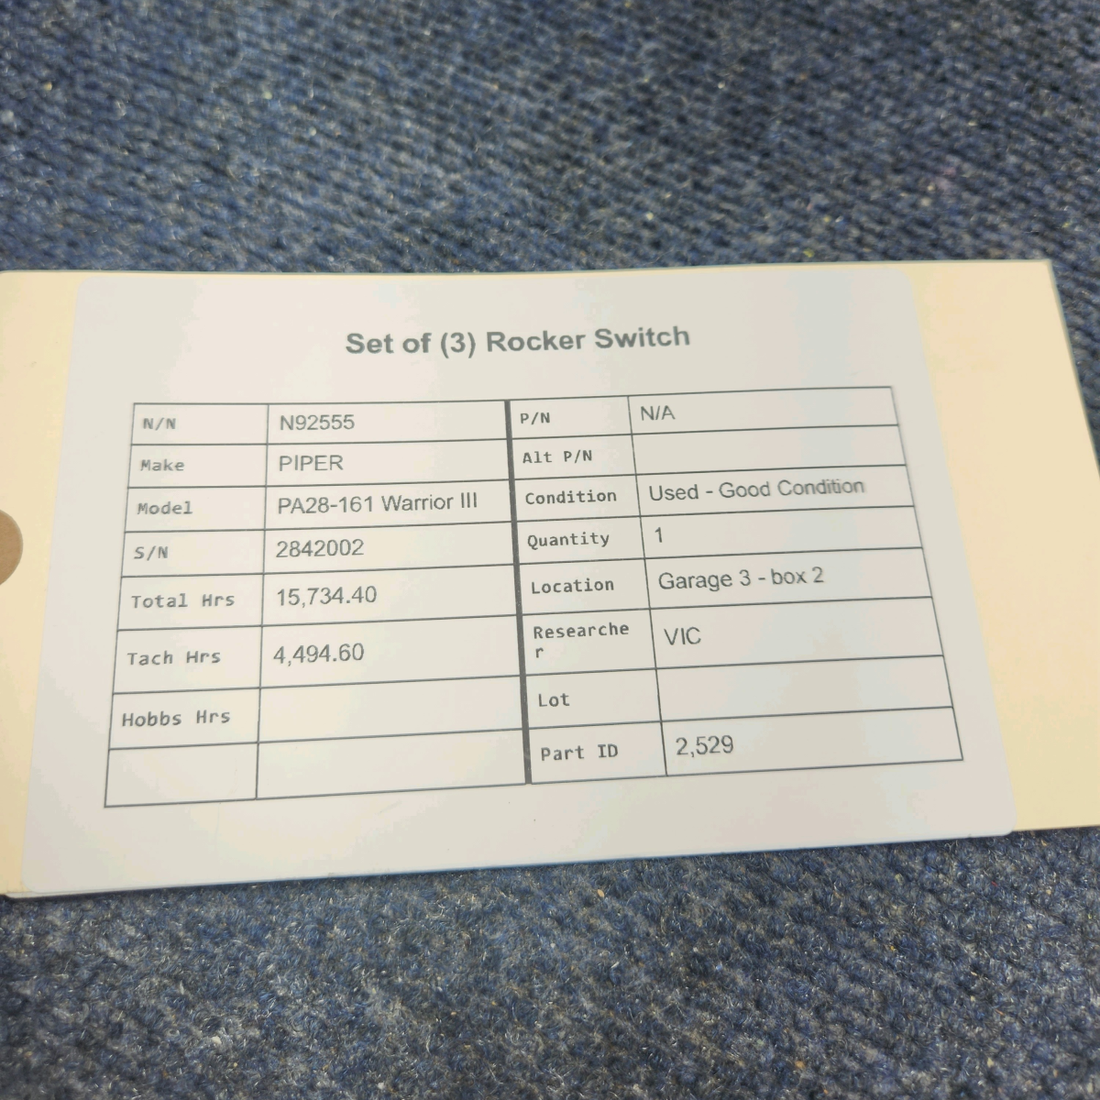 Set of (3) Rocker Switch
N/N N92555 P/N N/A
Make PIPER Alt P/N
Model PA28-161 Warrior III Condition Used - Good Condition
S/N 2842002 Quantity 1
Total Hrs 15,734.40 Location Garage 3 - box 2
Tach Hrs 4,494.60 Researche
r VIC
Hobbs Hrs Lot
Part ID 2,529